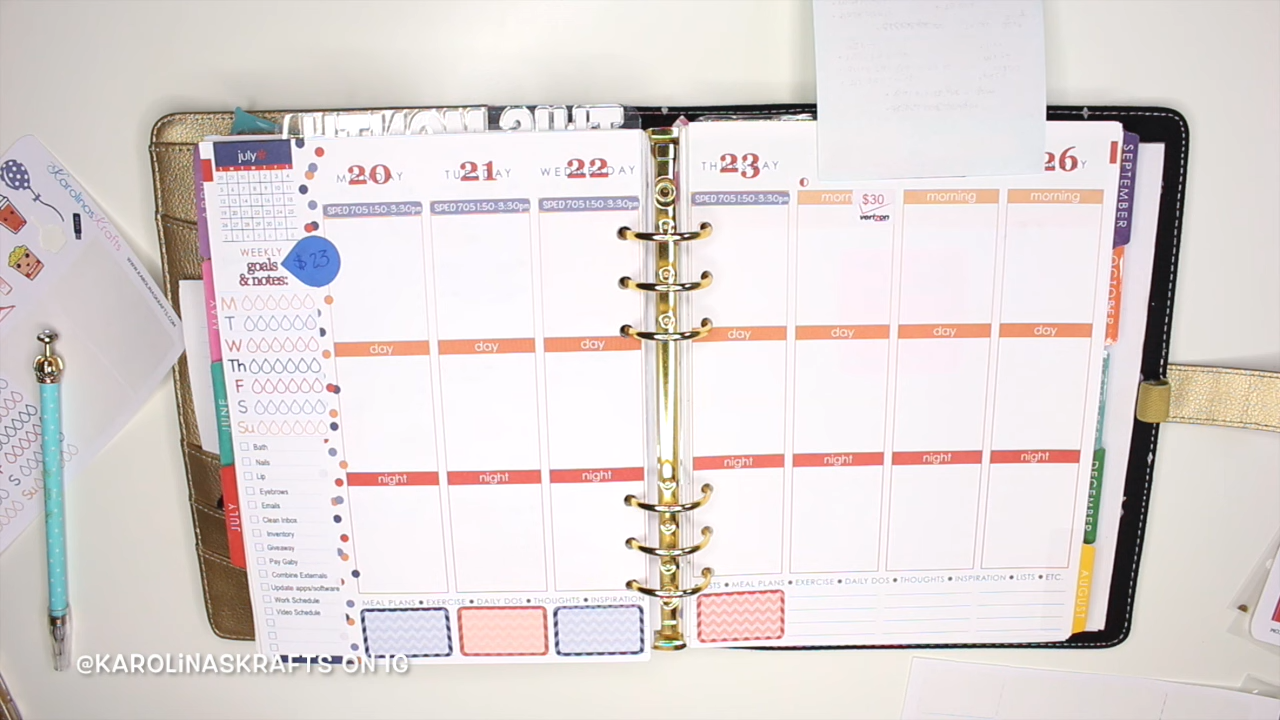 july
WEEKLY
goals
& notes:
$23
M
T
W
Th
F
S
Su
Bath
Nails
Lip
Eyebrows
Emails
Clean Inbox
Inventory
Giveaway
Pay Gaby
Combine Externals
Update apps/software
Work Schedule
Video Schedule
20 21 22
MONDAY TUESDAY WEDNESDAY
SPED 705 1:50-3:30pm SPED 705 1:50-3:30pm SPED 705 1:50-3:30pm
day day day
night night night
MEAL PLANS • EXERCISE • DAILY DOS • THOUGHTS • INSPIRATION
23 26
THURSDAY
SPED 705 1:50-3:30pm morn morning morning
$30
verizon
day day day day
night night night night
MEAL PLANS • EXERCISE • DAILY DOS • THOUGHTS • INSPIRATION • LISTS • ETC.
MAY
JUNE
JULY
SEPTEMBER
OCTOBER
DECEMBER
AUGUST
Karolinas Krafts
WWW.KAROLINASKRAFTS.COM
@KAROLiNASKRAFTS ON IG